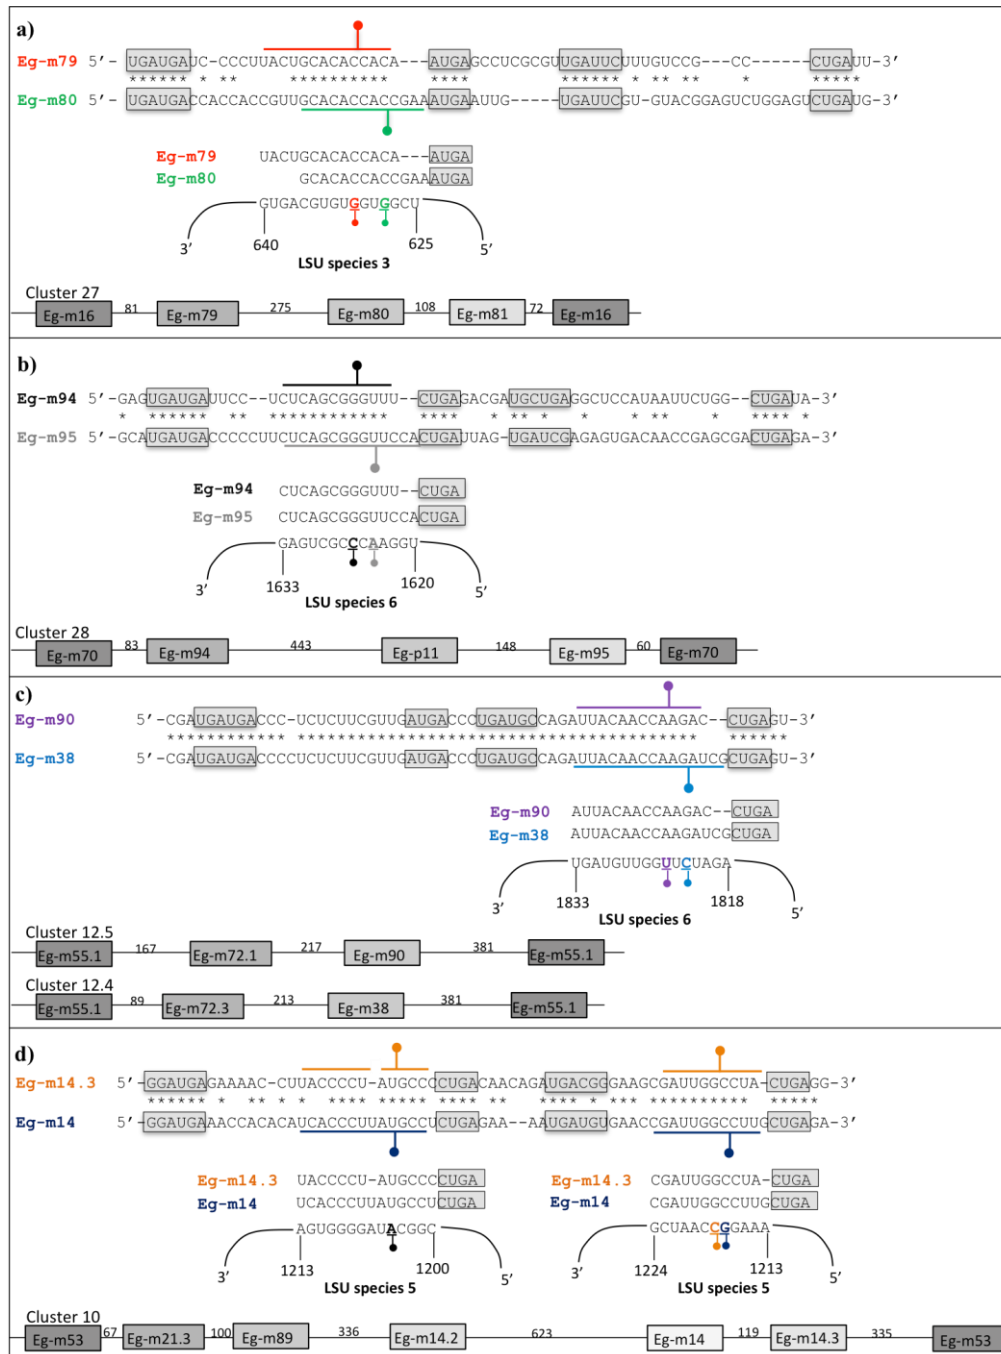 a)
Eg-m79 5′ -UGAUGAUC-CCCUUACUGCACACCACA---AUGAGCCUCGCGUUGAUUCUUUGUCCG---CC-----CUGAUU-3′
****** * ** ************ **** ****** * ** * ** *****
Eg-m80 5′ -UGAUGACCACCACCGUUGCACACCACCGAAAUGAAUUG-----UGAUUCGU-GUACGGAGUCUGGAGUCUGAUG-3′
Eg-m79 UACUGCACACCACA---AUGA
Eg-m80 GCACACCACCGAAAUGA
GUGACGUGUGGUGGCU
3′ 640 625 5′
LSU species 3
Cluster 27
Eg-m16 81 Eg-m79 275 Eg-m80 108 Eg-m81 72 Eg-m16
b)
Eg-m94 5′ -GAGUGAUGAUUCC--UCUCAGCGGGUUU--CUGAGACGAUGCUGAGGCUCCAUAAUUCUGG--CUGAUA-3′
Eg-m95 5′ -GCAUGAUGACCCCCUUCUCAGCGGGUUCCACUGAUUAG-UGAUCGAGAGUGACAACCGAGCGACUGAGA-3′
Eg-m94 CUCAGCGGGUUU--CUGA
Eg-m95 CUCAGCGGGUUCCACUGA
GAGUCGCCCAAGGU
3′ 1633 1620 5′
LSU species 6
Cluster 28
Eg-m70 83 Eg-m94 443 Eg-p11 148 Eg-m95 60 Eg-m70
c)
Eg-m90 5′ -CGAUGAUGACCC-UCUCUUCGUUGAUGACCCUGAUGCCAGAUUACAACCAAGAC--CUGAGU-3′
Eg-m38 5′ -CGAUGAUGACCCCUCUCUUCGUUGAUGACCCUGAUGCCAGAUUACAACCAAGAUCGCUGAGU-3′
Eg-m90 AUUACAACCAAGAC--CUGA
Eg-m38 AUUACAACCAAGAUCGCUGA
UGAUGUUGGUUCUAGA
3′ 1833 1818 5′
LSU species 6
Cluster 12.5
Eg-m55.1 167 Eg-m72.1 217 Eg-m90 381 Eg-m55.1
Cluster 12.4
Eg-m55.1 89 Eg-m72.3 213 Eg-m38 381 Eg-m55.1
d)
Eg-m14.3 5′ -GGAUGAGAAAAC-CUUACCCCU-AUGCCCCUGACAACAGAUGACGGGAAGCGAUUGGCCUA-CUGAGG-3′
Eg-m14 5′ -GGAUGAAACCACACAUCACCCUUAUGCCUCUGAGAA--AAUGAUGUGAACCGAUUGGCCUUGCUGAGA-3′
Eg-m14.3 UACCCCU-AUGCCCCUGA Eg-m14.3 CGAUUGGCCUA-CUGA
Eg-m14 UCACCCUUAUGCCUCUGA Eg-m14 CGAUUGGCCUUGCUGA
AGUGGGGAUACGGC GCUAACCGGAAA
3′ 1213 1200 5′ 3′ 1224 1213 5′
LSU species 5 LSU species 5
Cluster 10
Eg-m53 67 Eg-m21.3 100 Eg-m89 336 Eg-m14.2 623 Eg-m14 119 Eg-m14.3 335 Eg-m53